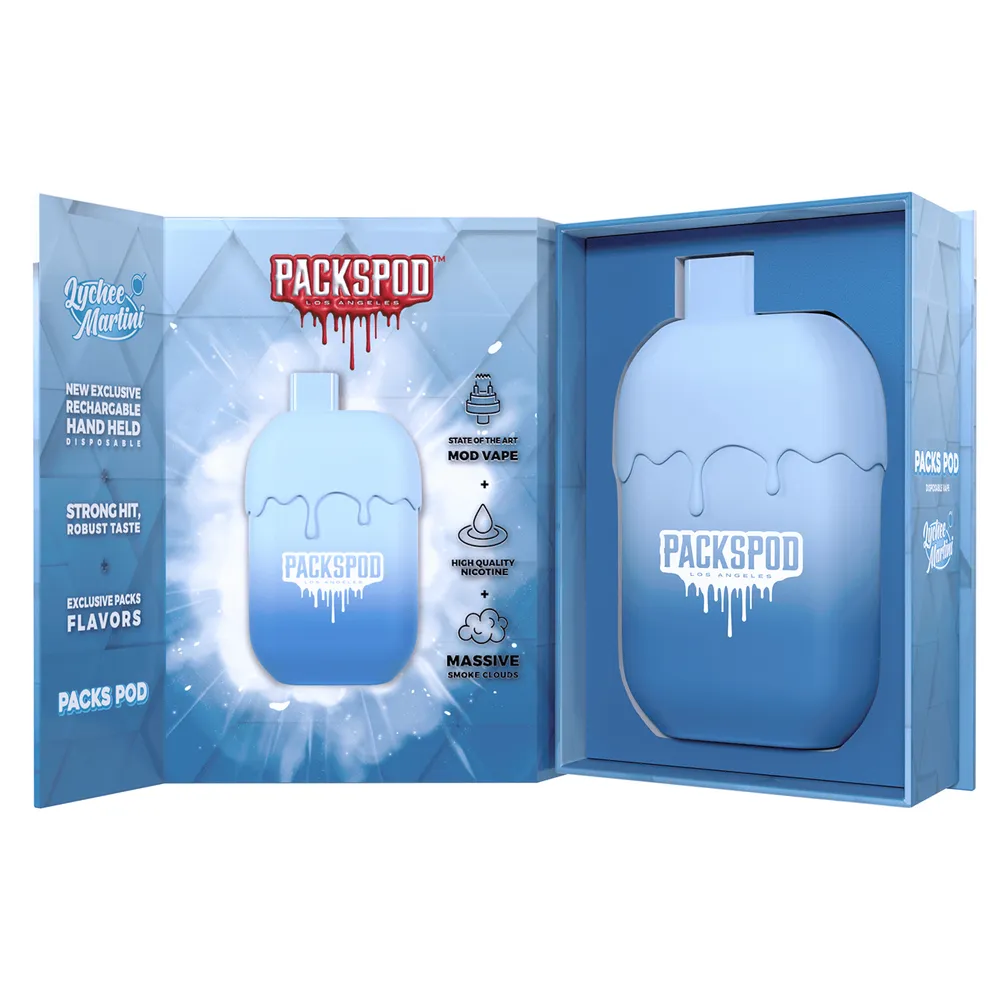 Lychee
Martini
NEW EXCLUSIVE
RECHARGABLE
HAND HELD
DISPOSABLE
STRONG HIT,
ROBUST TASTE
+
EXCLUSIVE PACKS
FLAVORS
PACKS POD
PACKSPOD™
LOS ANGELES
PACKSPOD
LOS ANGELES
STATE OF THE ART
MOD VAPE
+
HIGH QUALITY
NICOTINE
+
MASSIVE
SMOKE CLOUDS
PACKSPOD
LOS ANGELES
PACKS POD
DISPOSABLE VAPE
Lychee
Martini